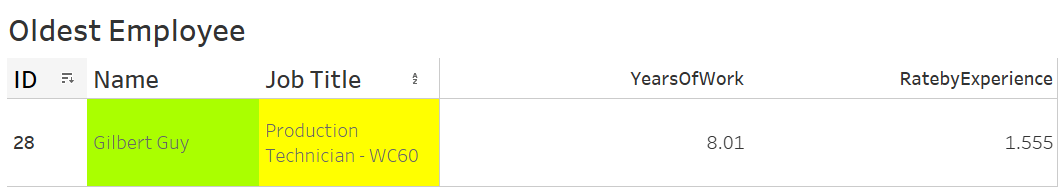 Oldest Employee
ID Name Job Title YearsOfWork RatebyExperience
28 Gilbert Guy Production Technician - WC60 8.01 1.555